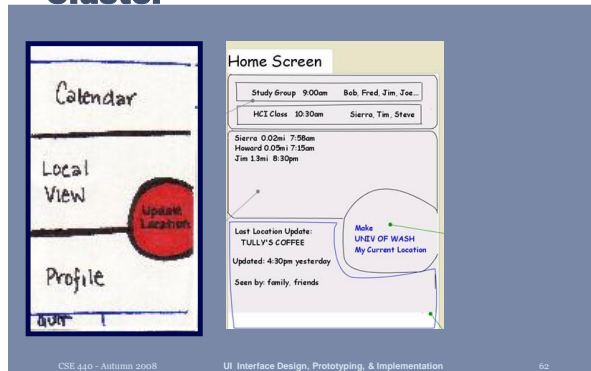 Cluster
Calendar
Local
View
Update
Location
Profile
QUIT
Home Screen
Study Group 9:00am Bob, Fred, Jim, Joe...
HCI Class 10:30am Sierra, Tim, Steve
Sierra 0.02mi 7:58am
Howard 0.05mi 7:15am
Jim 1.3mi 8:30pm
Last Location Update:
TULLY'S COFFEE
Updated: 4:30pm yesterday
Seen by: family, friends
Make
UNIV OF WASH
My Current Location
CSE 440 - Autumn 2008 UI Interface Design, Prototyping, & Implementation 62